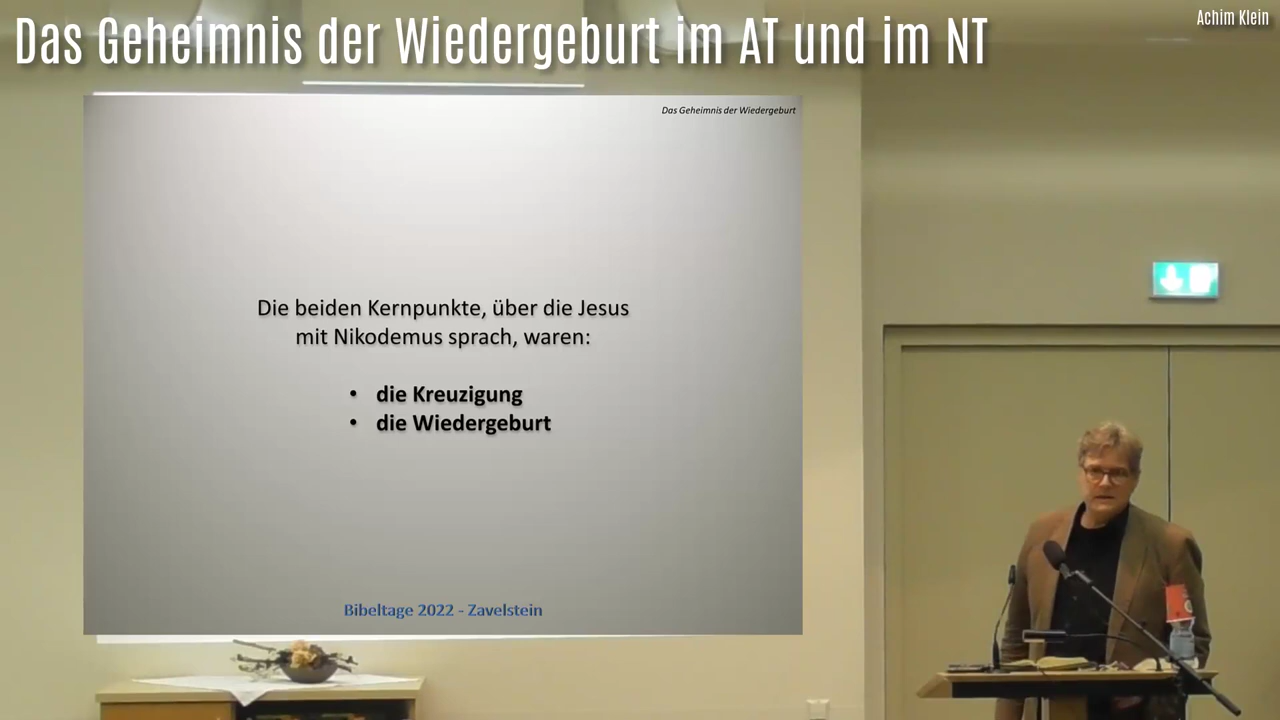 Das Geheimnis der Wiedergeburt im AT und im NT
Achim Klein
Das Geheimnis der Wiedergeburt
Die beiden Kernpunkte, über die Jesus
mit Nikodemus sprach, waren:
• die Kreuzigung
• die Wiedergeburt
Bibeltage 2022 - Zavelstein